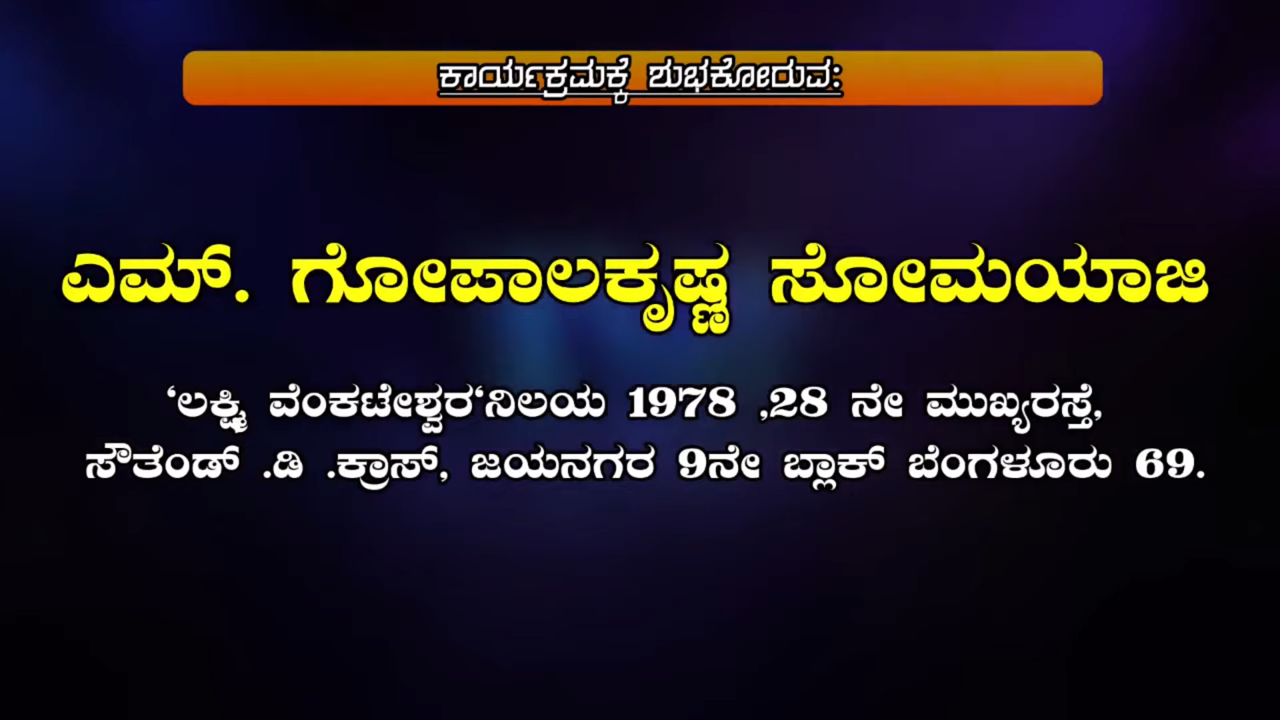 ಕಾರ್ಯಕ್ರಮಕ್ಕೆ ಶುಭಕೋರುವ:
ಎಮ್. ಗೋಪಾಲಕೃಷ್ಣ ಸೋಮಯಾಜಿ
'ಲಕ್ಷ್ಮಿ ವೆಂಕಟೇಶ್ವರ'ನಿಲಯ 1978 ,28 ನೇ ಮುಖ್ಯರಸ್ತೆ,
ಸೌತೆಂಡ್ .ಡಿ .ಕ್ರಾಸ್, ಜಯನಗರ 9ನೇ ಬ್ಲಾಕ್ ಬೆಂಗಳೂರು 69.